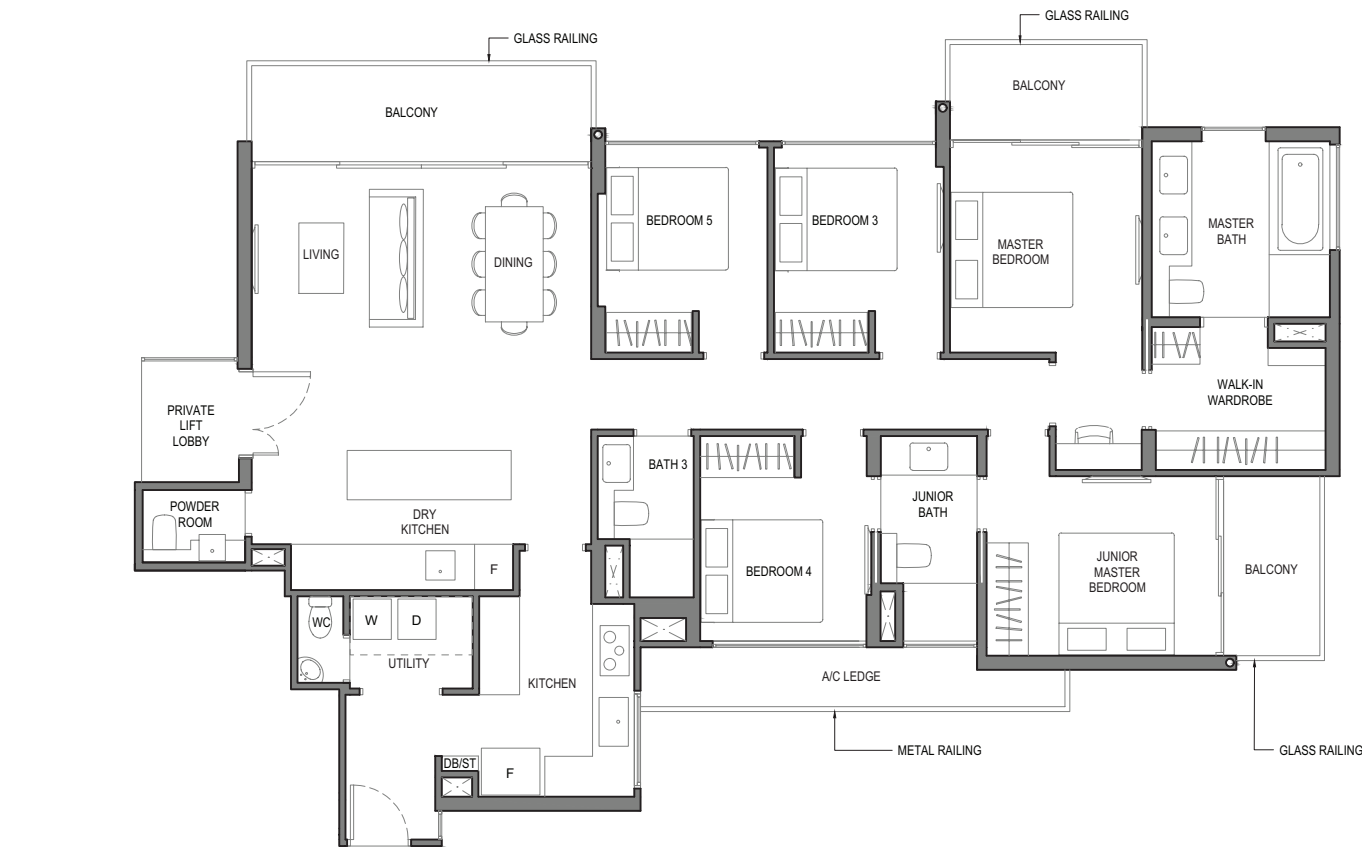 GLASS RAILING
GLASS RAILING
BALCONY
BALCONY
BEDROOM 5
BEDROOM 3
MASTER
BEDROOM
MASTER
BATH
LIVING
DINING
PRIVATE
LIFT
LOBBY
WALK-IN
WARDROBE
BATH 3
POWDER
ROOM
DRY
KITCHEN
F
JUNIOR
BATH
BEDROOM 4
JUNIOR
MASTER
BEDROOM
BALCONY
WC
W
D
UTILITY
KITCHEN
A/C LEDGE
METAL RAILING
GLASS RAILING
DB/ST
F